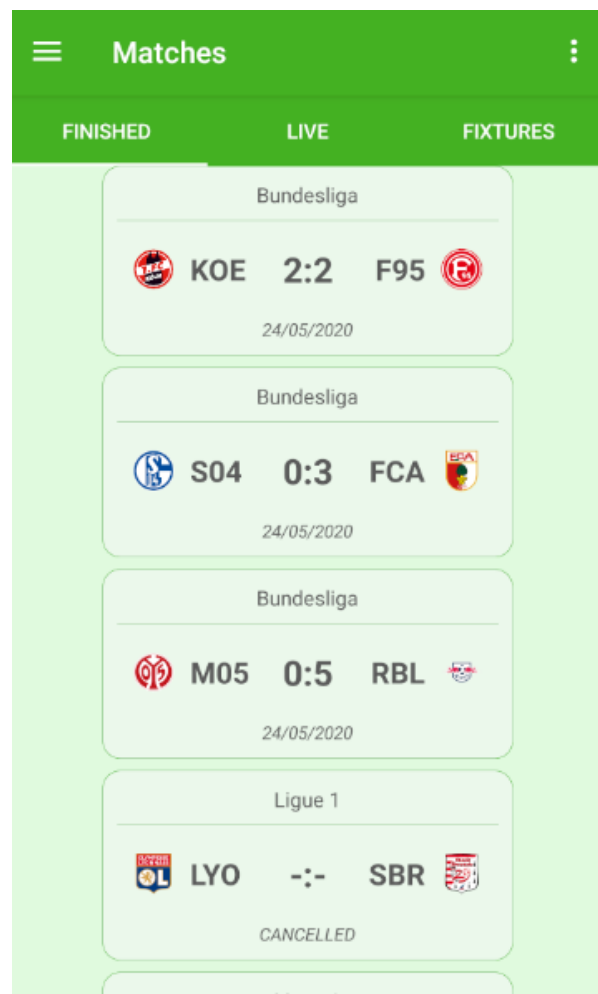 Matches
FINISHED LIVE FIXTURES
Bundesliga
KOE 2:2 F95
24/05/2020
Bundesliga
S04 0:3 FCA
24/05/2020
Bundesliga
M05 0:5 RBL
24/05/2020
Ligue 1
LYO -:- SBR
CANCELLED